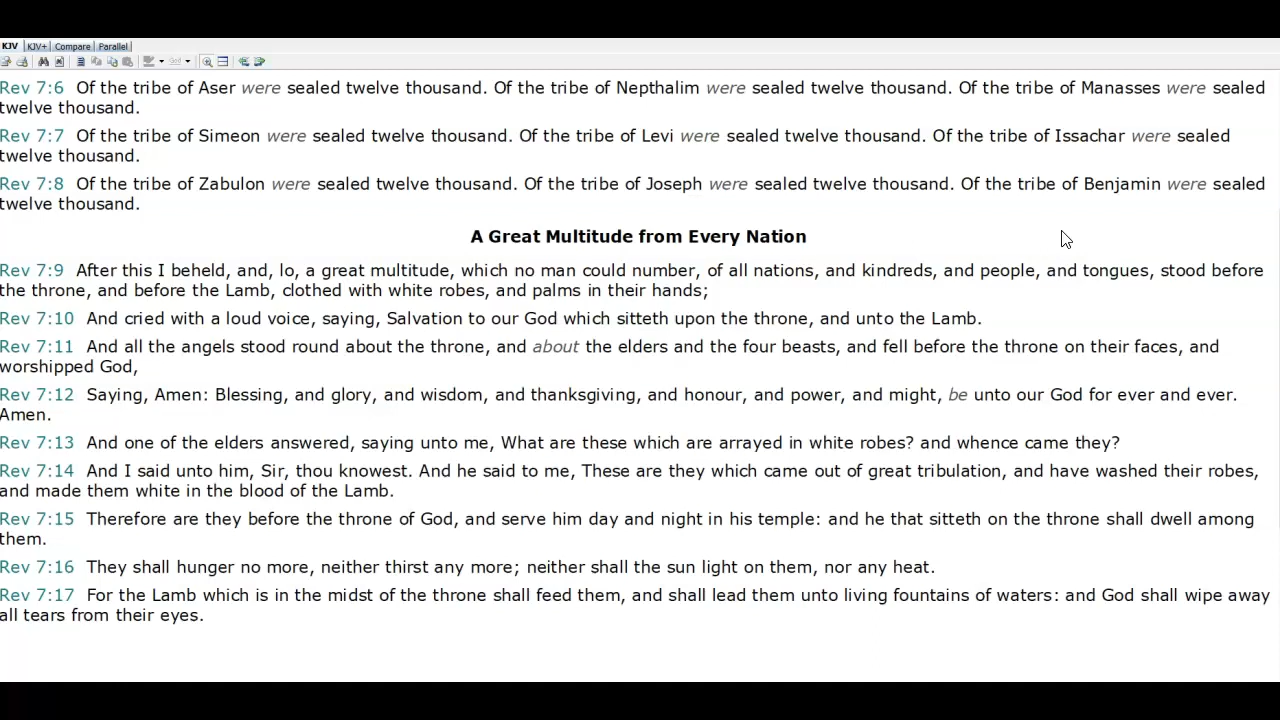 KJV KJV+ Compare Parallel
Rev 7:6 Of the tribe of Aser were sealed twelve thousand. Of the tribe of Nepthalim were sealed twelve thousand. Of the tribe of Manasses were sealed
twelve thousand.
Rev 7:7 Of the tribe of Simeon were sealed twelve thousand. Of the tribe of Levi were sealed twelve thousand. Of the tribe of Issachar were sealed
twelve thousand.
Rev 7:8 Of the tribe of Zabulon were sealed twelve thousand. Of the tribe of Joseph were sealed twelve thousand. Of the tribe of Benjamin were sealed
twelve thousand.
A Great Multitude from Every Nation
Rev 7:9 After this I beheld, and, lo, a great multitude, which no man could number, of all nations, and kindreds, and people, and tongues, stood before
the throne, and before the Lamb, clothed with white robes, and palms in their hands;
Rev 7:10 And cried with a loud voice, saying, Salvation to our God which sitteth upon the throne, and unto the Lamb.
Rev 7:11 And all the angels stood round about the throne, and about the elders and the four beasts, and fell before the throne on their faces, and
worshipped God,
Rev 7:12 Saying, Amen: Blessing, and glory, and wisdom, and thanksgiving, and honour, and power, and might, be unto our God for ever and ever.
Amen.
Rev 7:13 And one of the elders answered, saying unto me, What are these which are arrayed in white robes? and whence came they?
Rev 7:14 And I said unto him, Sir, thou knowest. And he said to me, These are they which came out of great tribulation, and have washed their robes,
and made them white in the blood of the Lamb.
Rev 7:15 Therefore are they before the throne of God, and serve him day and night in his temple: and he that sitteth on the throne shall dwell among
them.
Rev 7:16 They shall hunger no more, neither thirst any more; neither shall the sun light on them, nor any heat.
Rev 7:17 For the Lamb which is in the midst of the throne shall feed them, and shall lead them unto living fountains of waters: and God shall wipe away
all tears from their eyes.